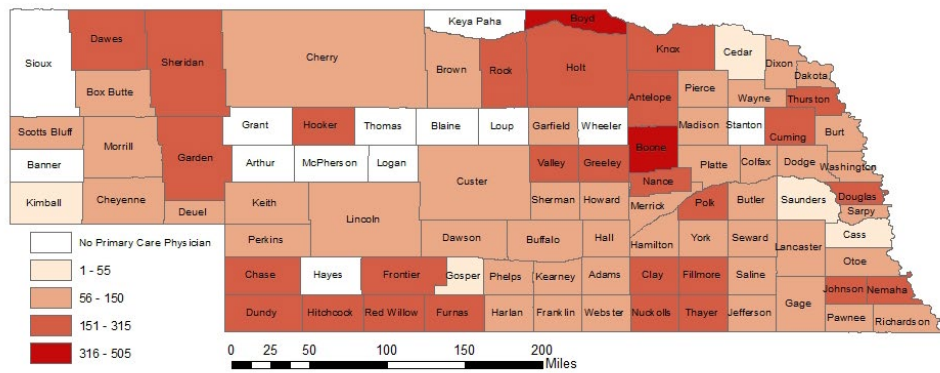 Keya Paha
Boyd
Dawes
Sioux
Sheridan
Cherry
Knox
Cedar
Brown
Rock
Holt
Dixon
Dakota
Box Butte
Antelope
Pierce
Wayne
Thurston
Scotts Bluff
Grant
Hooker
Thomas
Blaine
Loup
Garfield
Wheeler
Madison
Stanton
Cuming
Burt
Morrill
Garden
Banner
Arthur
McPherson
Logan
Valley
Greeley
Boone
Platte
Colfax
Dodge
Washington
Custer
Nance
Kimball
Cheyenne
Deuel
Keith
Lincoln
Sherman
Howard
Merrick
Polk
Butler
Saunders
Douglas
Sarpy
No Primary Care Physician
Perkins
Dawson
Buffalo
Hall
Hamilton
York
Seward
Lancaster
Cass
Otoe
1 - 55
Chase
Hayes
Frontier
Gosper
Phelps
Kearney
Adams
Clay
Fillmore
Saline
56 - 150
Johnson
Nemaha
151 - 315
Dundy
Hitchcock
Red Willow
Furnas
Harlan
Franklin
Webster
Nuckolls
Thayer
Jefferson
Gage
Pawnee
Richardson
316 - 505
0 25 50 100 150 200
Miles